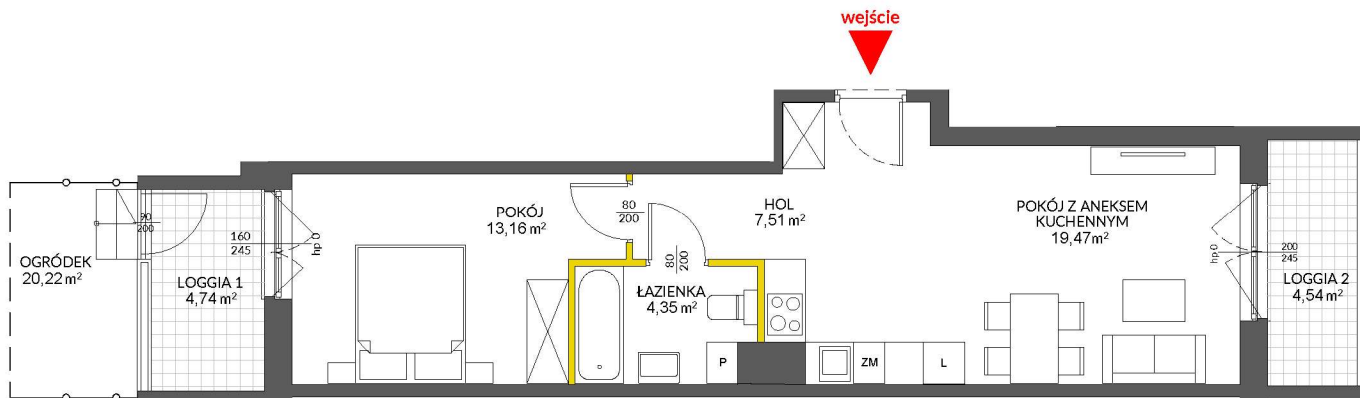 wejście
OGRÓDEK
20,22 m²
90
200
LOGGIA 1
4,74 m²
160
245
hp 0
POKÓJ
13,16 m²
80
200
HOL
7,51 m²
80
200
ŁAZIENKA
4,35 m²
P
ZM
L
POKÓJ Z ANEKSEM
KUCHENNYM
19,47m²
hp 0
200
245
LOGGIA 2
4,54 m²